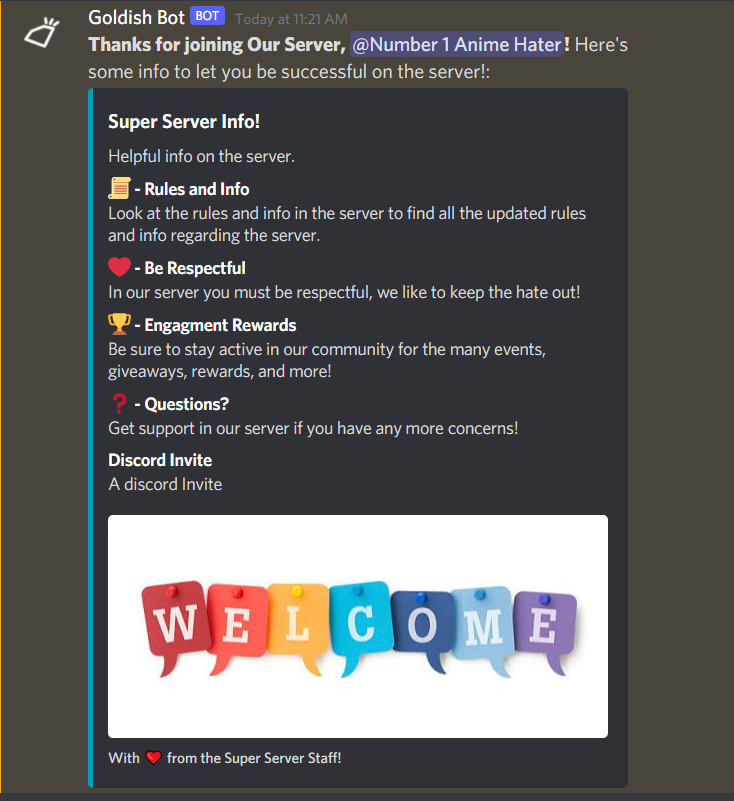 Goldish Bot BOT Today at 11:21 AM
Thanks for joining Our Server, @Number 1 Anime Hater! Here's
some info to let you be successful on the server!:
Super Server Info!
Helpful info on the server.
📜 - Rules and Info
Look at the rules and info in the server to find all the updated rules
and info regarding the server.
❤️ - Be Respectful
In our server you must be respectful, we like to keep the hate out!
🏆 - Engagment Rewards
Be sure to stay active in our community for the many events,
giveaways, rewards, and more!
❓ - Questions?
Get support in our server if you have any more concerns!
Discord Invite
A discord Invite
WELCOME
With ❤️ from the Super Server Staff!